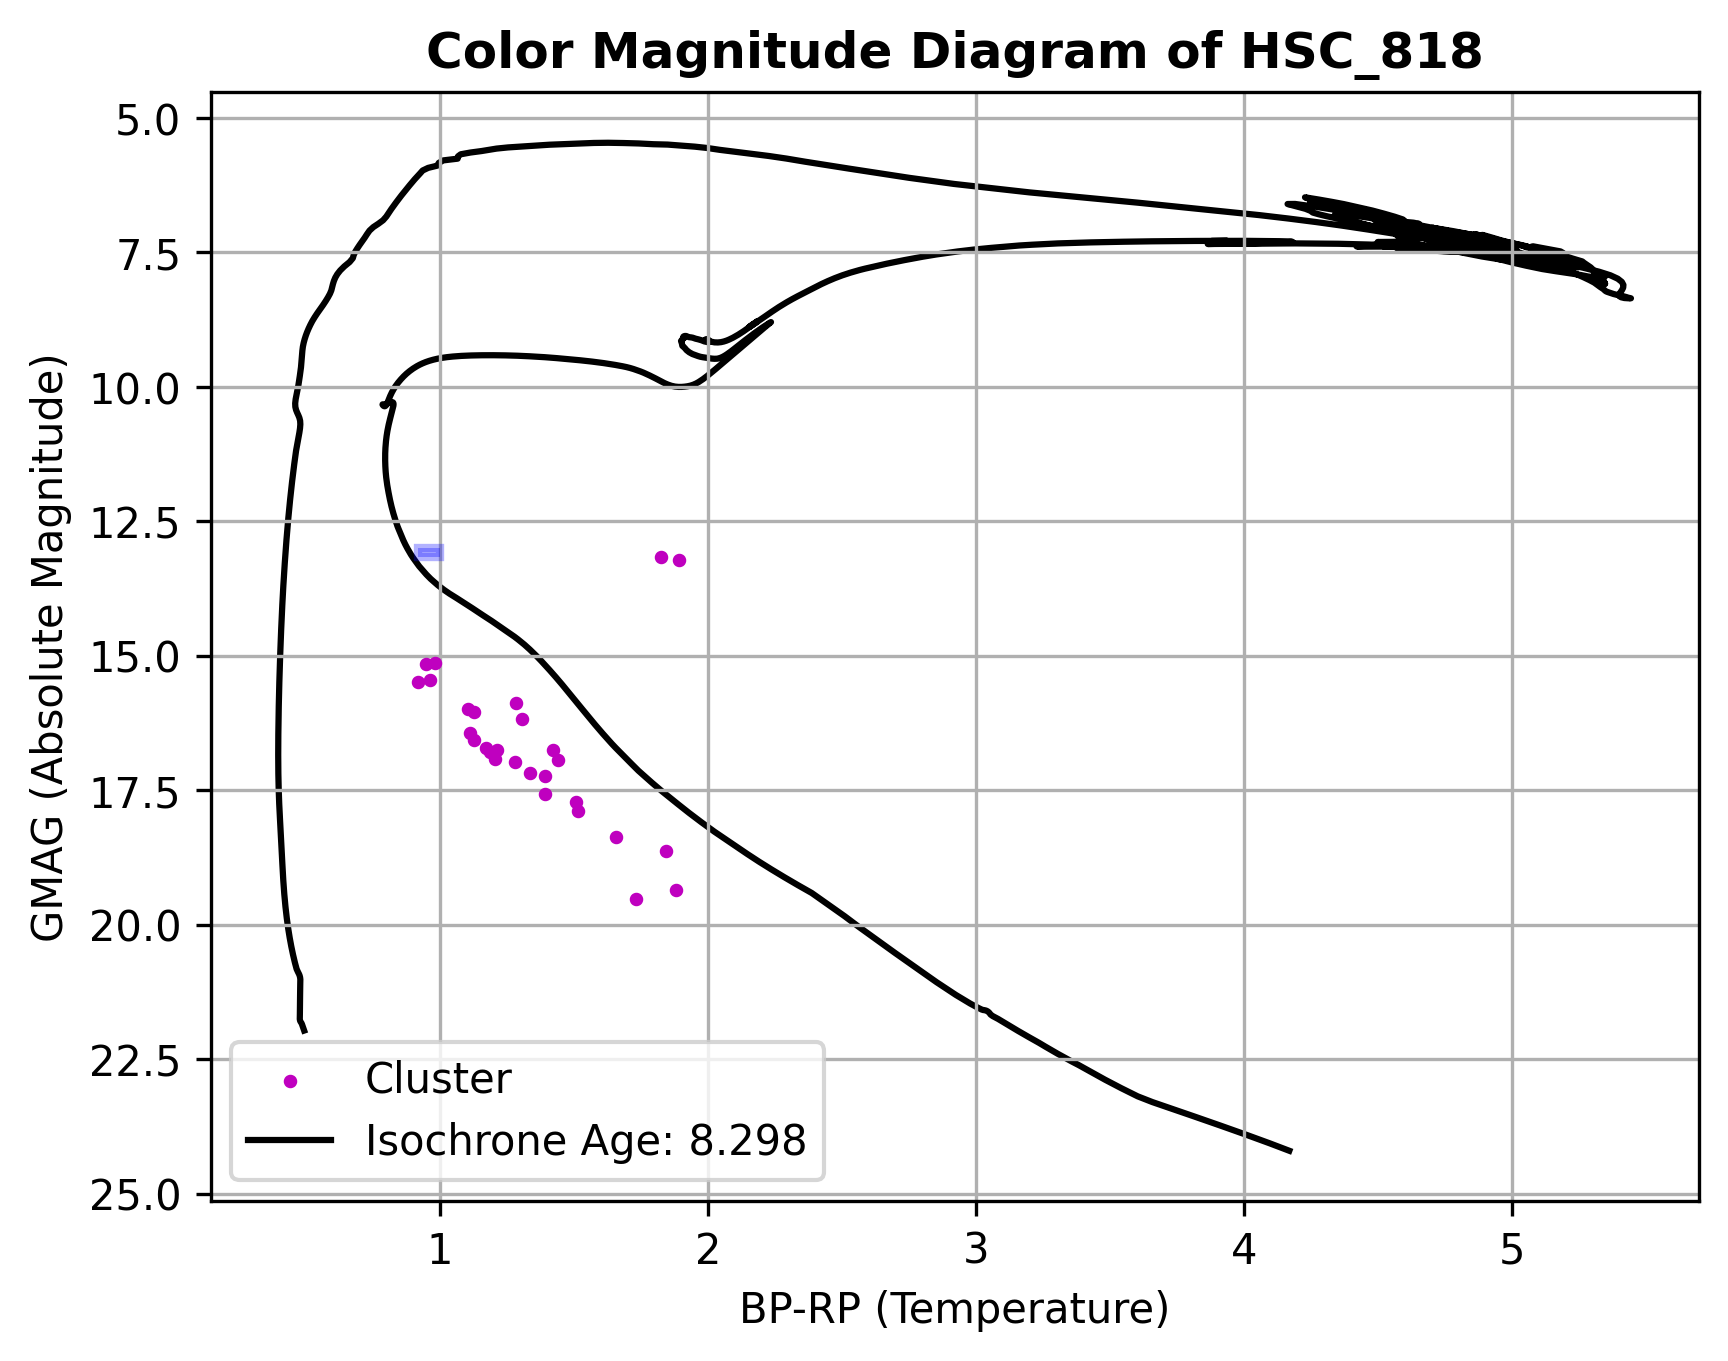 Color Magnitude Diagram of HSC_818
GMAG (Absolute Magnitude)
5.0
7.5
10.0
12.5
15.0
17.5
20.0
22.5
25.0
Cluster
Isochrone Age: 8.298
1 2 3 4 5
BP-RP (Temperature)